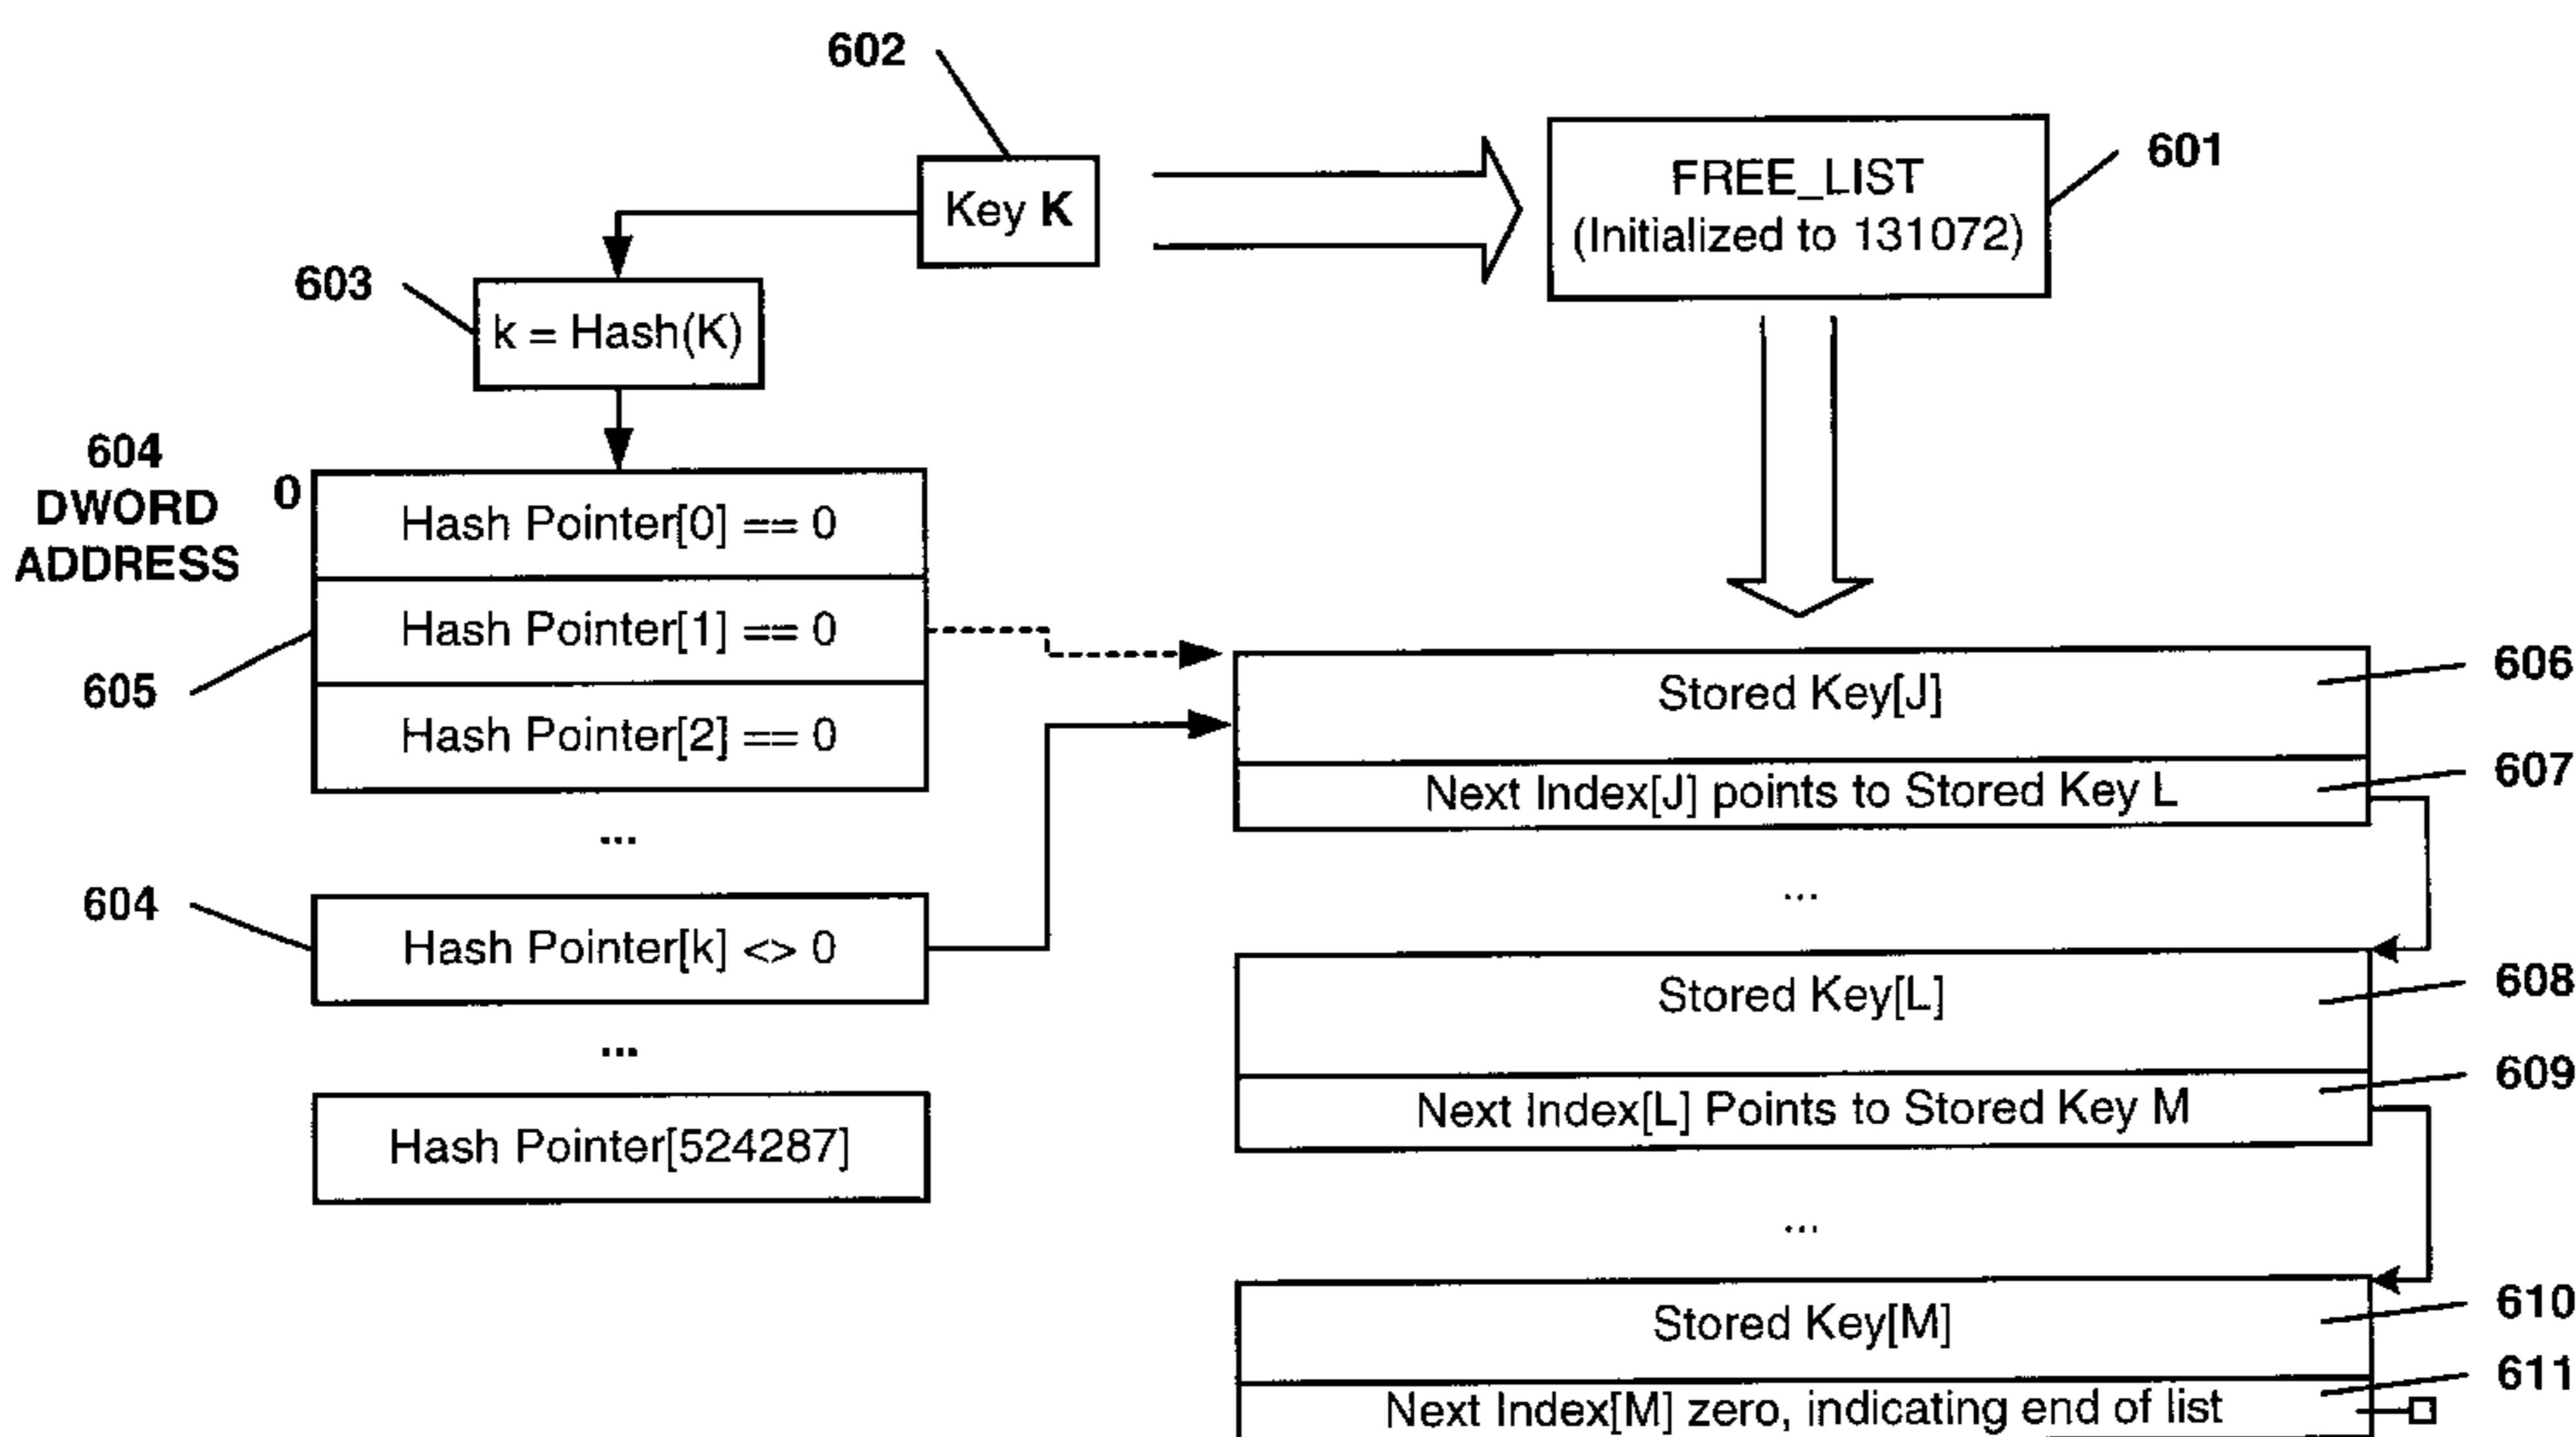 602
601
Key K
FREE_LIST
(Initialized to 131072)
603
k = Hash(K)
604
DWORD
ADDRESS
0
Hash Pointer[0] == 0
Hash Pointer[1] == 0
605
Hash Pointer[2] == 0
...
604
Hash Pointer[k] <> 0
...
Hash Pointer[524287]
606
Stored Key[J]
607
Next Index[J] points to Stored Key L
...
608
Stored Key[L]
609
Next Index[L] Points to Stored Key M
...
610
Stored Key[M]
611
Next Index[M] zero, indicating end of list